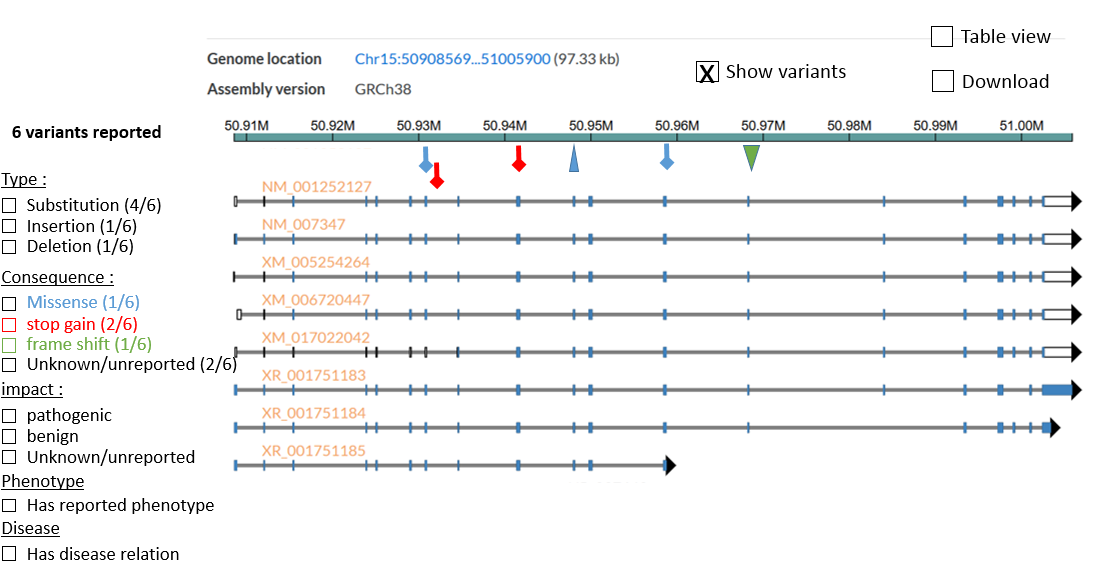 Table view
Genome location Chr15:50908569...51005900 (97.33 kb)
X Show variants
Download
Assembly version GRCh38
50.91M 50.92M 50.93M 50.94M 50.95M 50.96M 50.97M 50.98M 50.99M 51.00M
6 variants reported
Type :
Substitution (4/6)
Insertion (1/6)
Deletion (1/6)
Consequence :
Missense (1/6)
stop gain (2/6)
frame shift (1/6)
Unknown/unreported (2/6)
impact :
pathogenic
benign
Unknown/unreported
Phenotype
Has reported phenotype
Disease
Has disease relation
NM_001252127
NM_007347
XM_005254264
XM_006720447
XM_017022042
XR_001751183
XR_001751184
XR_001751185